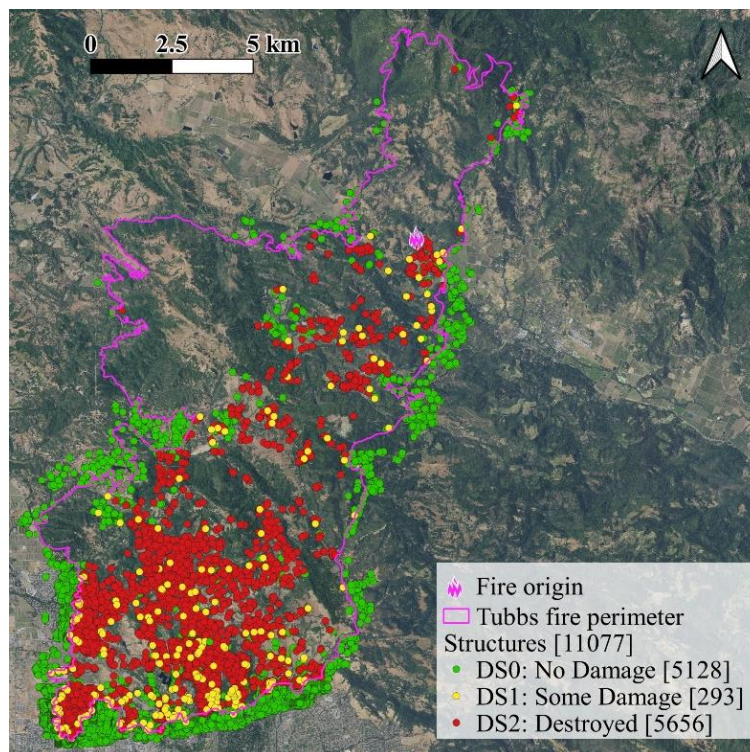 0 2.5 5 km
Fire origin
Tubbs fire perimeter
Structures [11077]
DS0: No Damage [5128]
DS1: Some Damage [293]
DS2: Destroyed [5656]